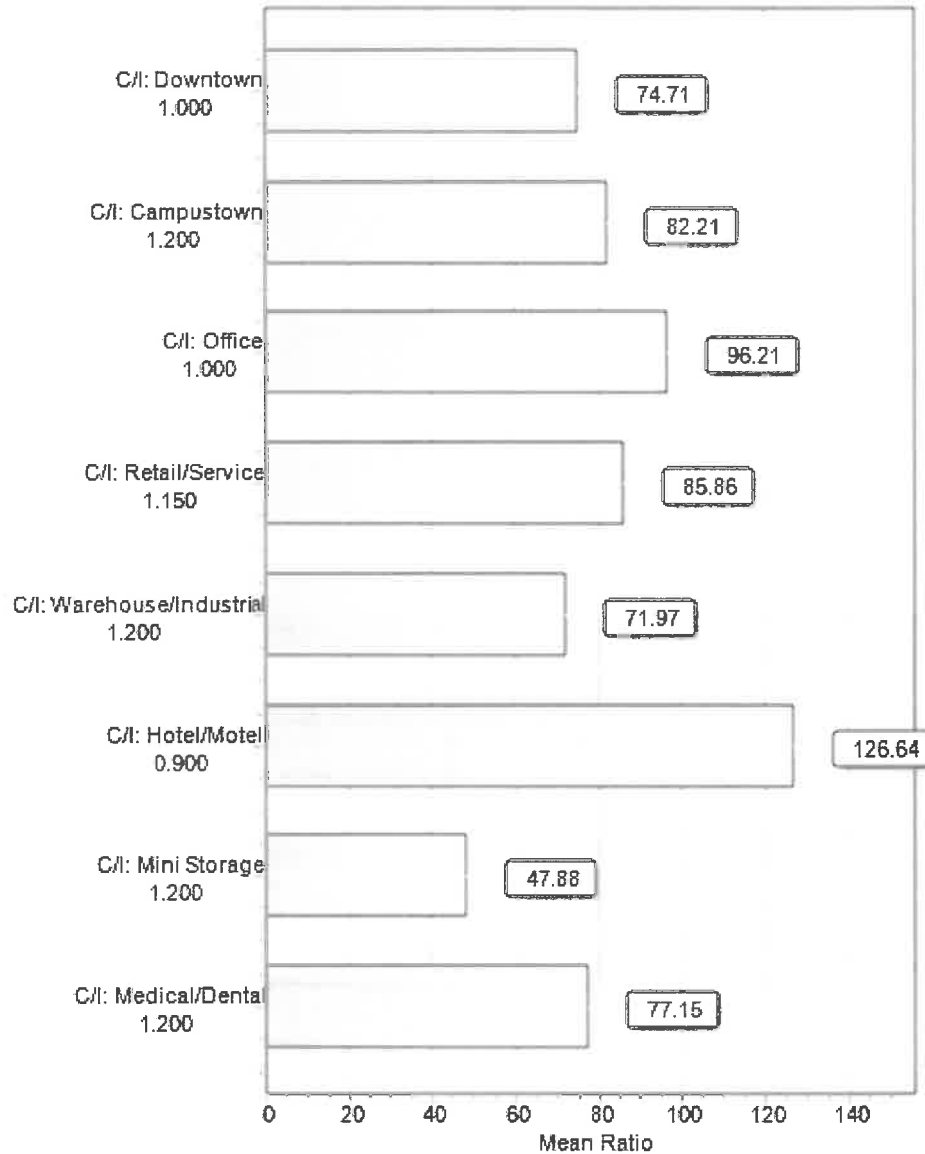 C/I: Downtown
1.000
74.71
C/I: Campustown
1.200
82.21
C/I: Office
1.000
96.21
C/I: Retail/Service
1.150
85.86
C/I: Warehouse/Industrial
1.200
71.97
C/I: Hotel/Motel
0.900
126.64
C/I: Mini Storage
1.200
47.88
C/I: Medical/Dental
1.200
77.15
0 20 40 60 80 100 120 140
Mean Ratio